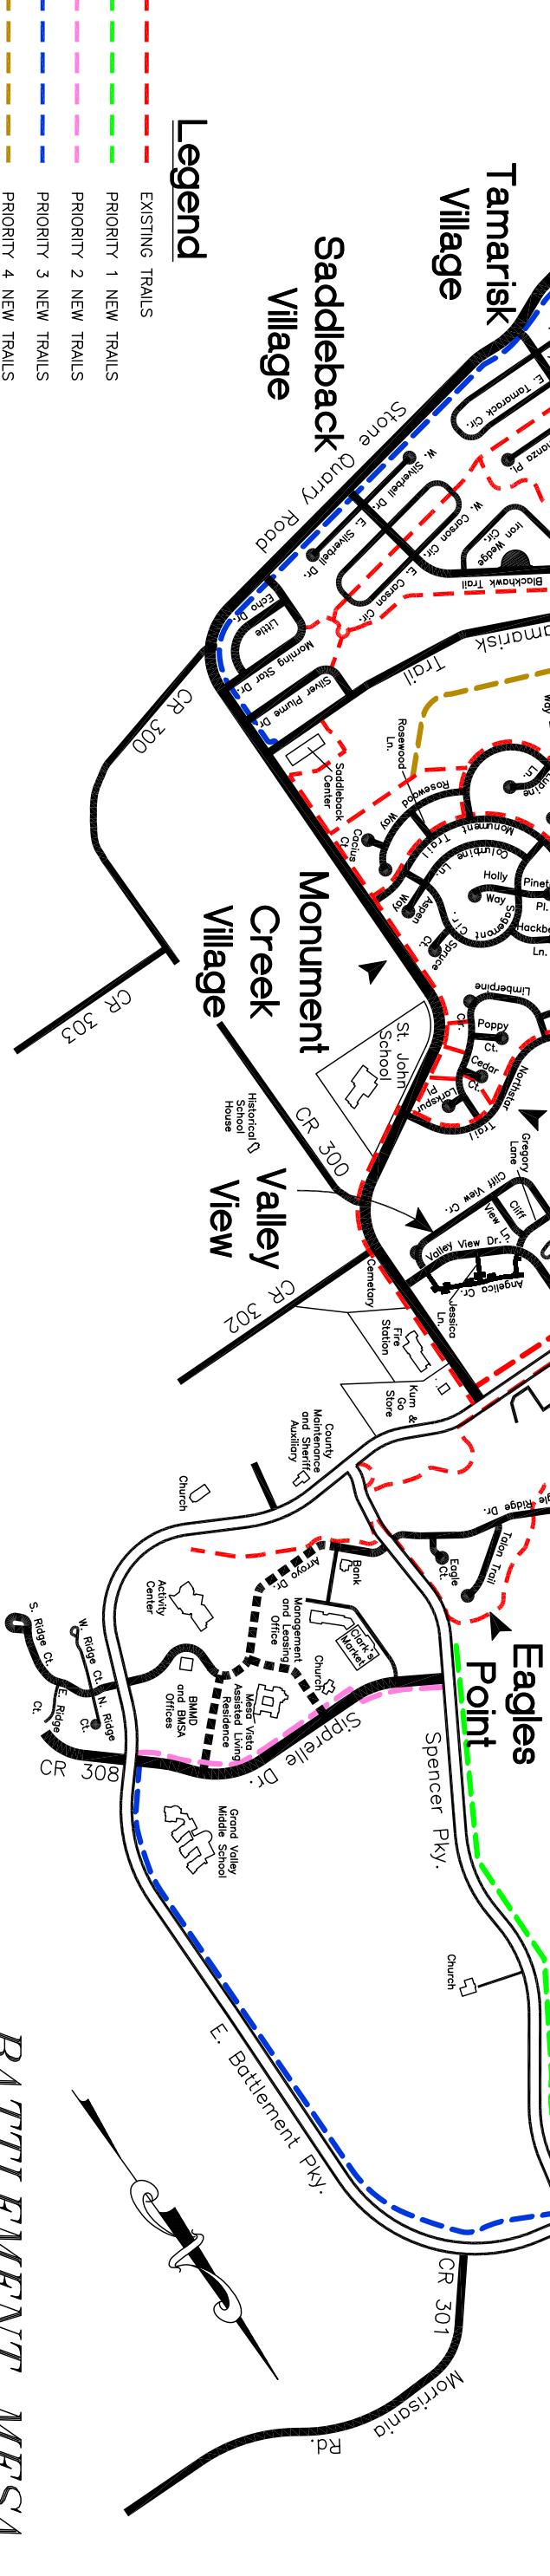 Legend
EXISTING TRAILS
PRIORITY 1 NEW TRAILS
PRIORITY 2 NEW TRAILS
PRIORITY 3 NEW TRAILS
PRIORITY 4 NEW TRAILS
Tamarisk
Village
Saddleback
Village
Stone Quarry Road
E. Tamarack Cir.
W. Silverbell Dr.
E. Silverbell Dr.
W. Carson Cir.
E. Carson Cir.
Iron Wedge
Cir.
Blackhawk Trail
Echo Dr.
Little
Morning Star Dr.
Silver Plume Dr
Trail
CR 300
Saddleback
Center
Rosewood
Ln.
Rosewood
Way
Cactus
Ct.
Monument
Trail
Columbine
Ln.
Aspen
Way
Holly
Way
Sagemont
Cir.
Spruce
Ct.
Pl.
Ln.
CR 303
Monument
Creek
Village
Limberpine
Cir.
Poppy
Ct.
Cedar
Ct.
Larkspur
Pl
Northstar
Trail
St. John
School
Historical
School
House
CR 300
Valley
View
Gregory
Lane
Cliff View Cr.
Cliff
View Ln.
Valley View Dr.
Angelica Cr.
Jessica
Ln.
Cemetary
CR 302
Fire
Station
Kum &
Go
Store
County
Maintenance
and Sheriff
Auxiliary
Church
Ridge Dr.
Talon Trail
Eagle
Ct.
Eagles
Point
Arroyo Dr.
Bank
Management
and Leasing
Office
Clark's
Market
Activity
Center
Church
Mesa Vista
Assisted Living
Residence
BMMD
and BMSA
Offices
S. Ridge Ct.
W. Ridge Ct.
N. Ridge
Ct.
E. Ridge
Ct.
CR 308
Sipprelle Dr.
Spencer Pky.
Grand Valley
Middle School
Church
E. Battlement Pky.
CR 301
Morrisania
Rd.
BATTLEMENT MESA